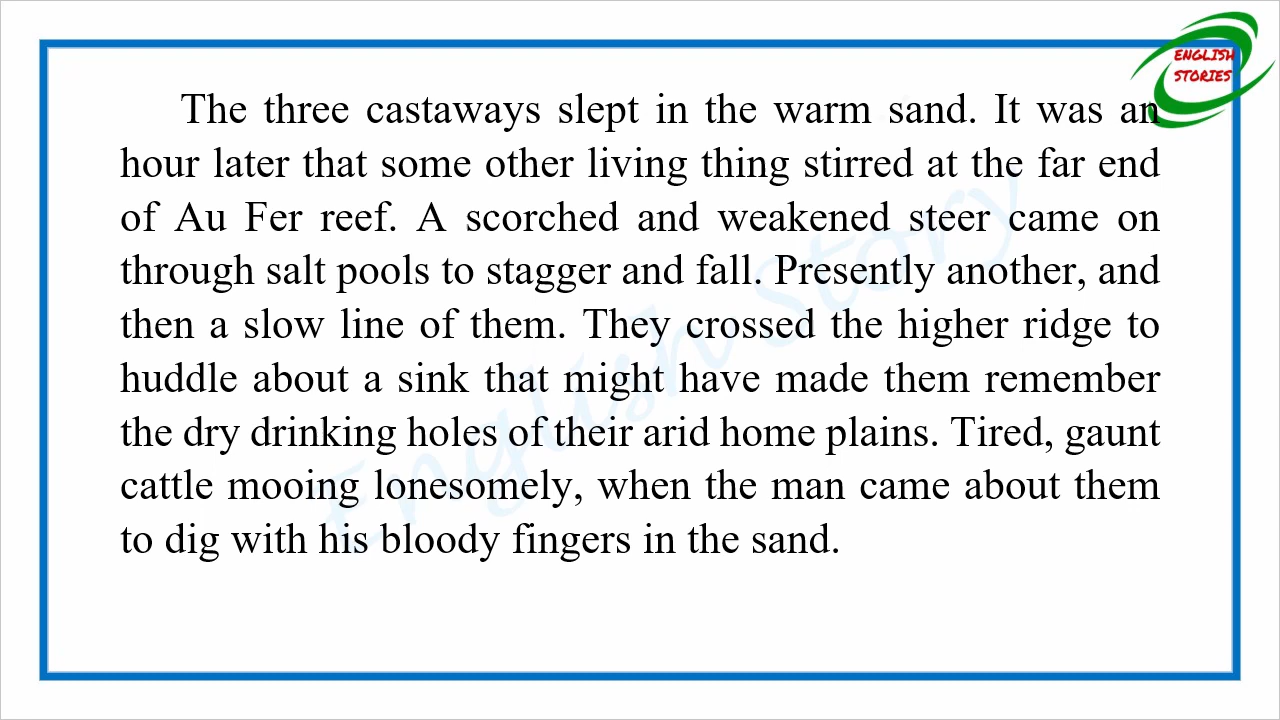 ENGLISH
STORIES
The three castaways slept in the warm sand. It was an
hour later that some other living thing stirred at the far end
of Au Fer reef. A scorched and weakened steer came on
through salt pools to stagger and fall. Presently another, and
then a slow line of them. They crossed the higher ridge to
huddle about a sink that might have made them remember
the dry drinking holes of their arid home plains. Tired, gaunt
cattle mooing lonesomely, when the man came about them
to dig with his bloody fingers in the sand.
English Story